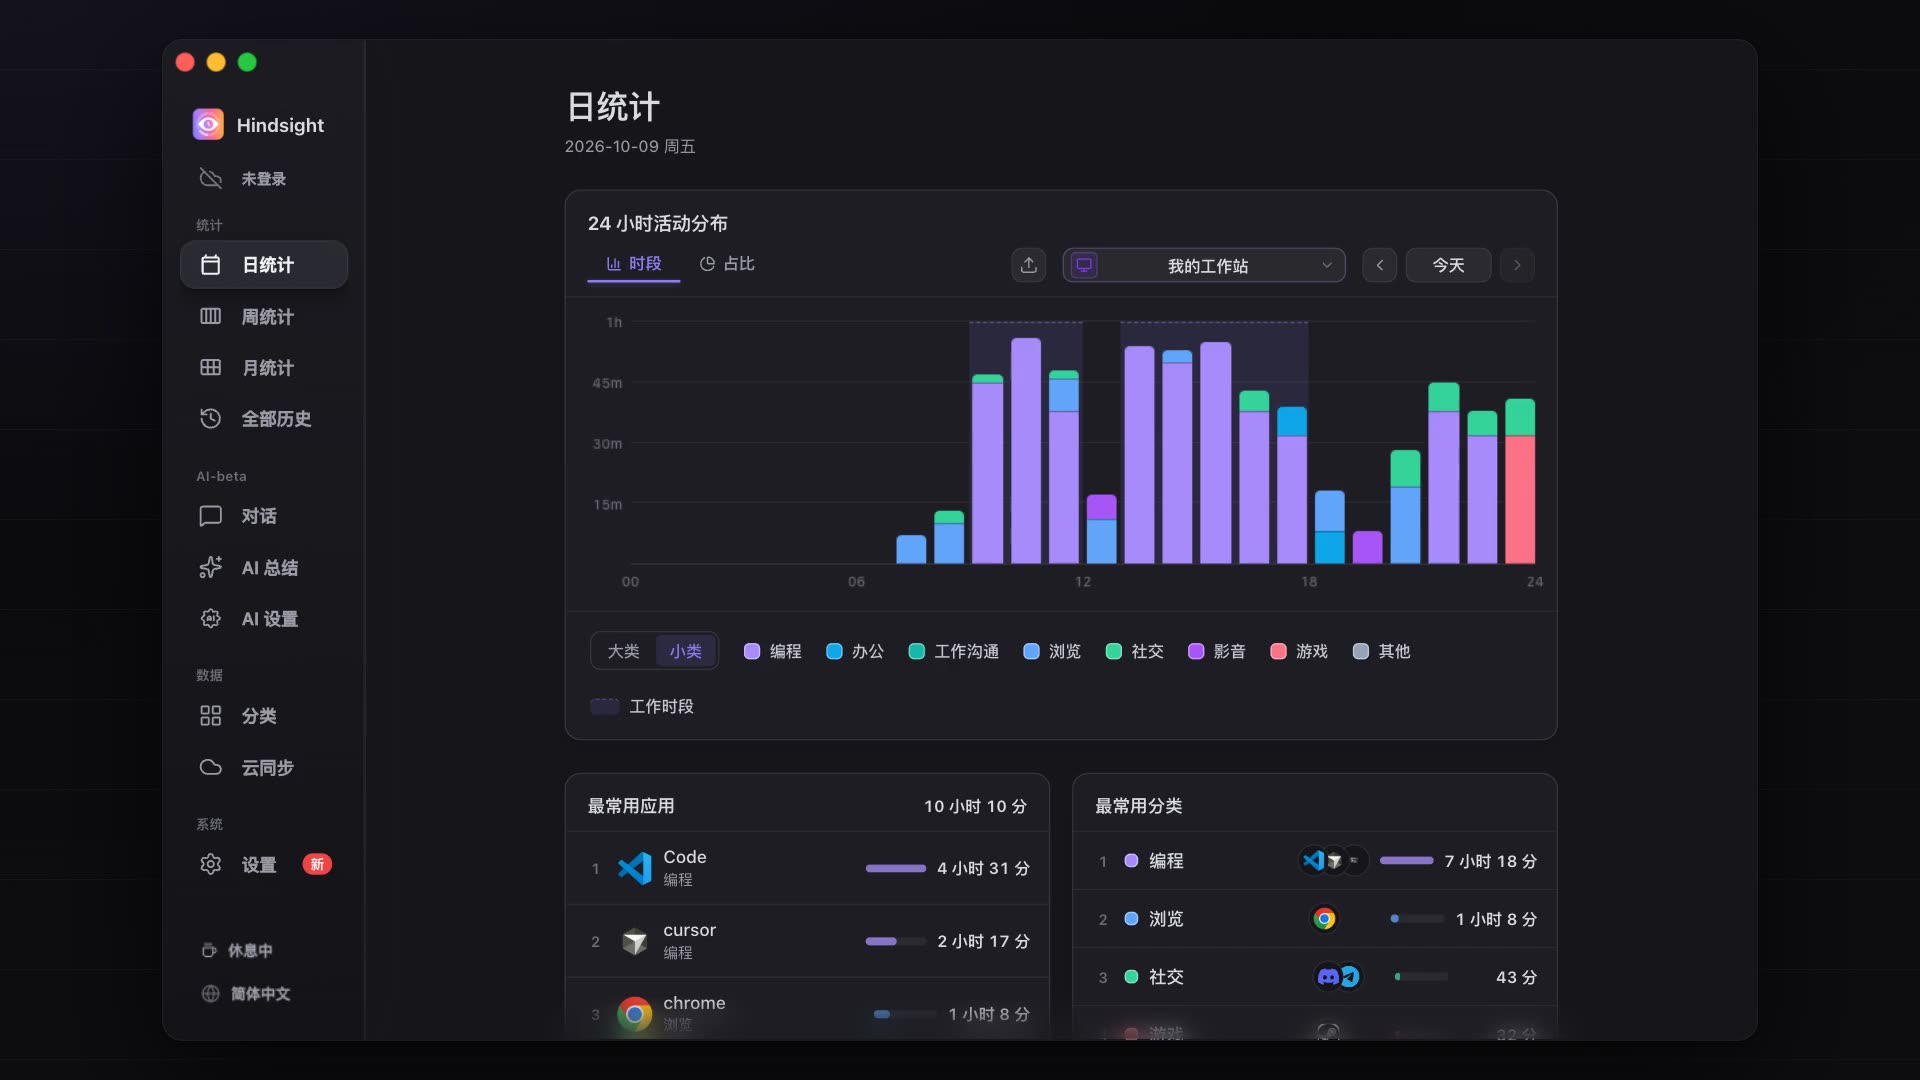 Hindsight
未登录
统计
日统计
周统计
月统计
全部历史
AI-beta
对话
AI 总结
AI 设置
数据
分类
云同步
系统
设置 新
休息中
简体中文
日统计
2026-10-09 周五
24 小时活动分布
时段 占比 我的工作站 今天
1h
45m
30m
15m
00 06 12 18 24
大类 小类 编程 办公 工作沟通 浏览 社交 影音 游戏 其他
工作时段
最常用应用 10 小时 10 分
1 Code 4 小时 31 分
编程
2 cursor 2 小时 17 分
编程
3 chrome 1 小时 8 分
浏览
最常用分类
1 编程 7 小时 18 分
2 浏览 1 小时 8 分
3 社交 43 分
游戏 32 分